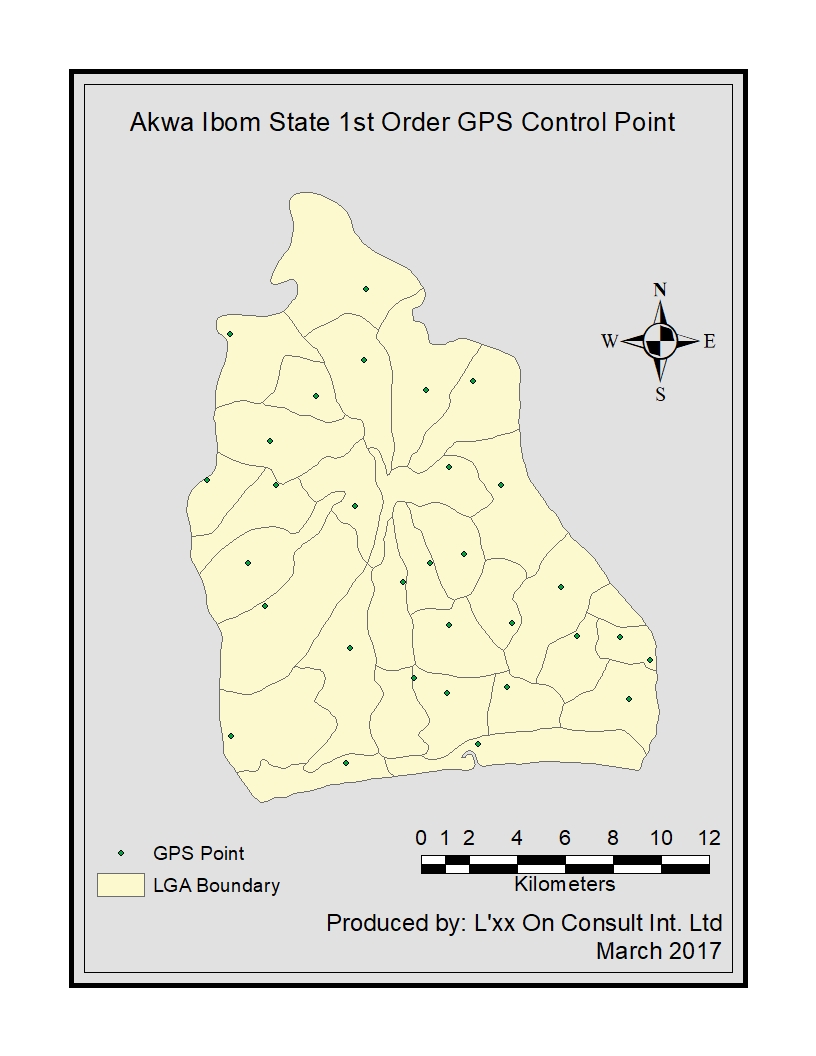 Akwa Ibom State 1st Order GPS Control Point
N
W E
S
0 1 2 4 6 8 10 12
Kilometers
GPS Point
LGA Boundary
Produced by: L'xx On Consult Int. Ltd
March 2017